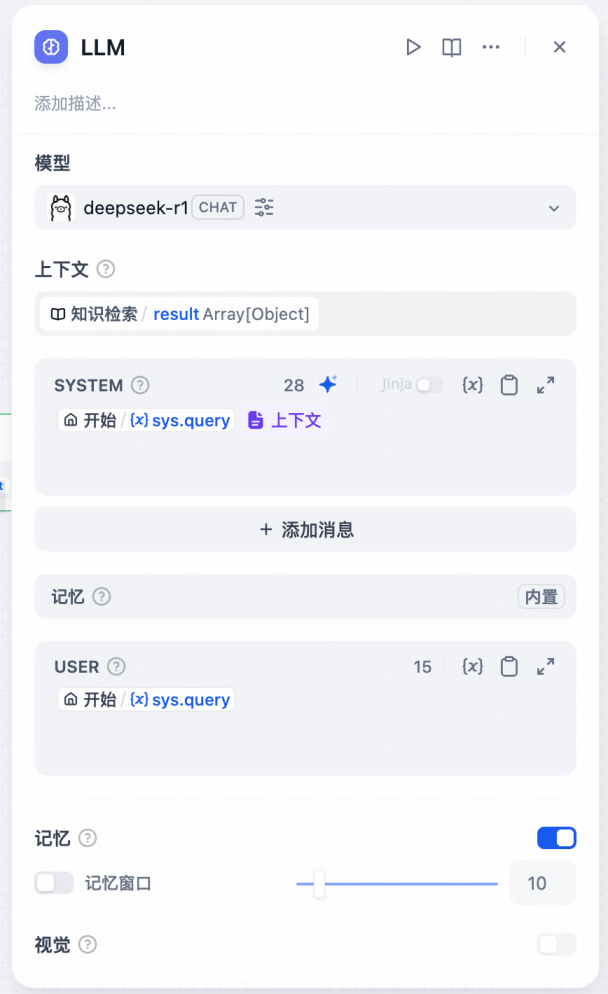 LLM
添加描述...
模型
deepseek-r1 CHAT
上下文
知识检索 / result Array[Object]
SYSTEM 28 Jinja {x}
开始 / {x} sys.query 上下文
+ 添加消息
记忆 内置
USER 15 {x}
开始 / {x} sys.query
记忆
记忆窗口 10
视觉